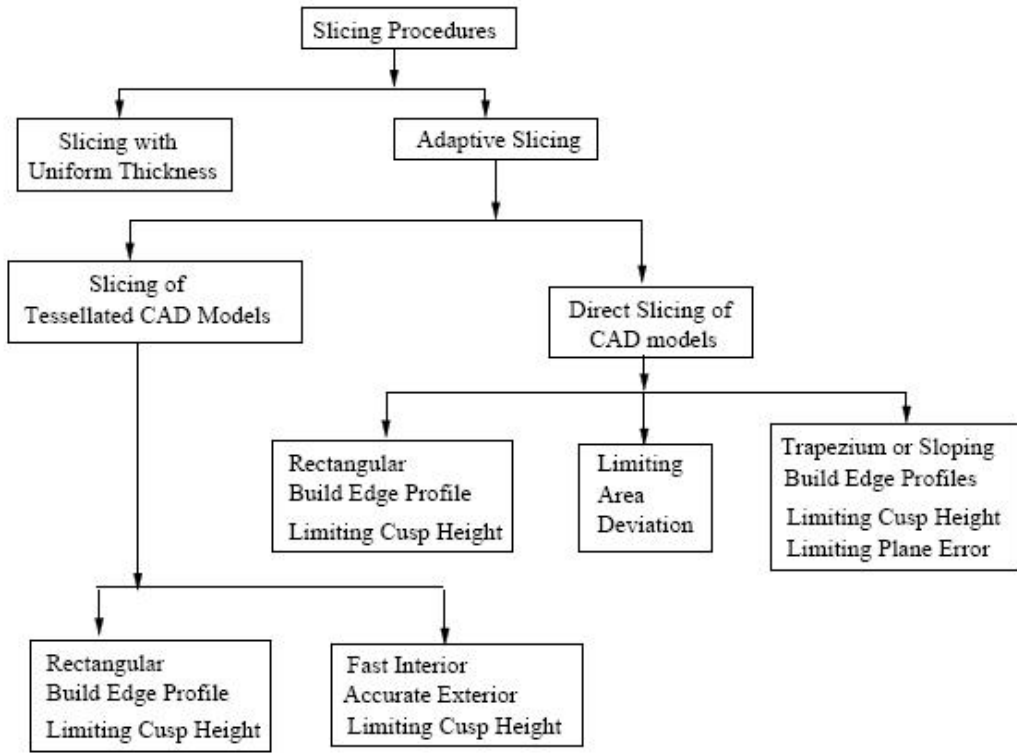 Slicing Procedures
Slicing with
Uniform Thickness
Adaptive Slicing
Slicing of
Tessellated CAD Models
Direct Slicing of
CAD models
Rectangular
Build Edge Profile
Limiting Cusp Height
Limiting
Area
Deviation
Trapezium or Sloping
Build Edge Profiles
Limiting Cusp Height
Limiting Plane Error
Rectangular
Build Edge Profile
Limiting Cusp Height
Fast Interior
Accurate Exterior
Limiting Cusp Height